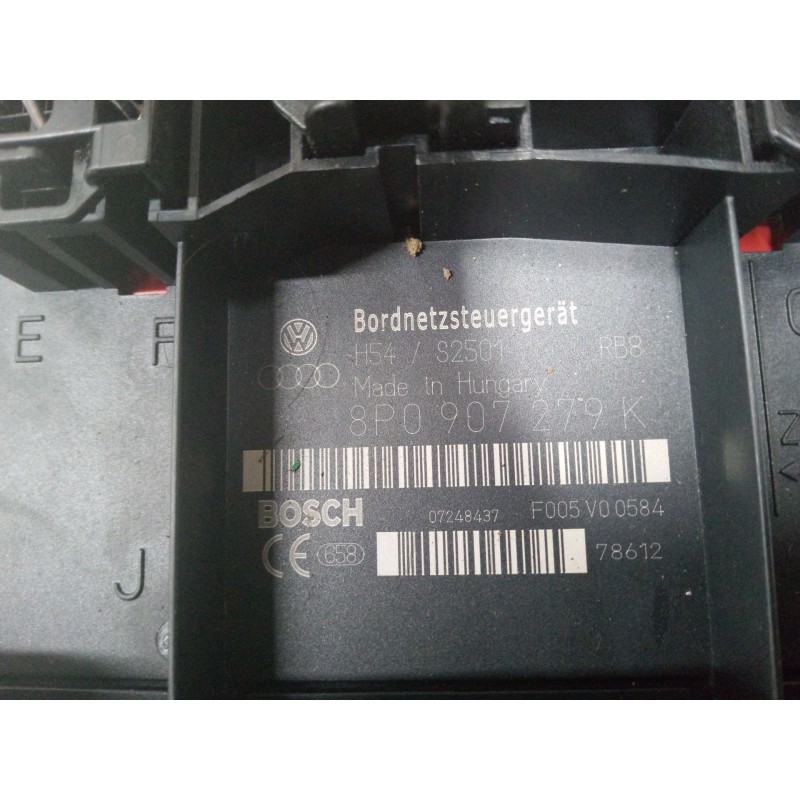 Bordnetzsteuergerät
H54 / S2501 RB8
Made in Hungary
8P0 907 279 K
BOSCH 07248437 F005 V0 0584
CE 658 78612
E F
J
N